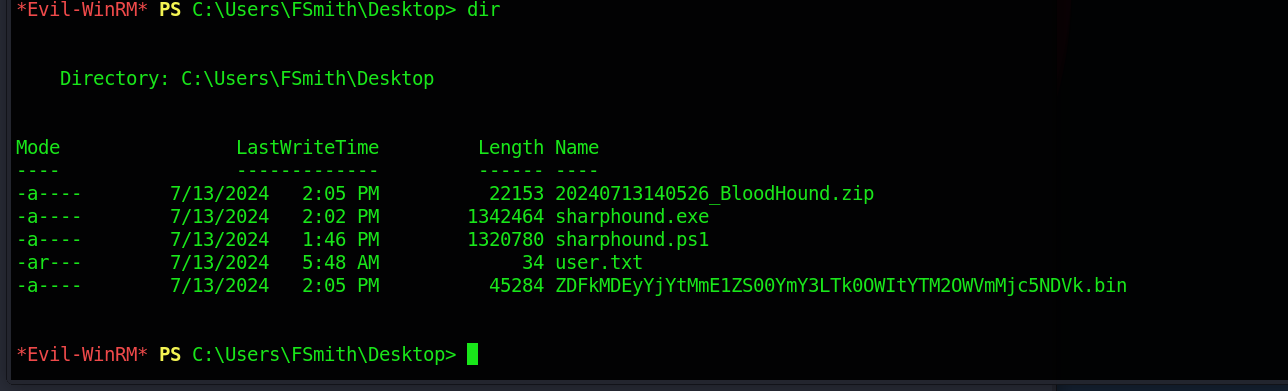 *Evil-WinRM* PS C:\Users\FSmith\Desktop> dir
Directory: C:\Users\FSmith\Desktop
Mode LastWriteTime Length Name
---- ------------- ------ ----
-a---- 7/13/2024 2:05 PM 22153 20240713140526_BloodHound.zip
-a---- 7/13/2024 2:02 PM 1342464 sharphound.exe
-a---- 7/13/2024 1:46 PM 1320780 sharphound.ps1
-ar--- 7/13/2024 5:48 AM 34 user.txt
-a---- 7/13/2024 2:05 PM 45284 ZDFkMDEyYjYtMmE1ZS00YmY3LTk0OWItYTM2OWVmMjc5NDVk.bin
*Evil-WinRM* PS C:\Users\FSmith\Desktop>